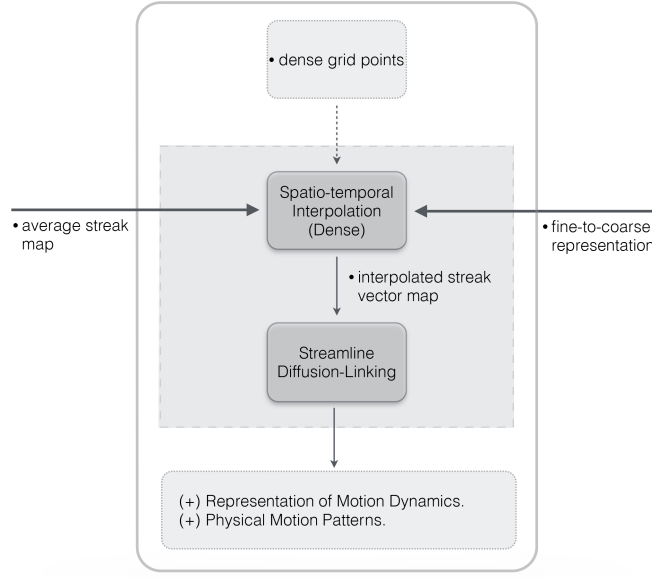 • dense grid points
Spatio-temporal
Interpolation
(Dense)
• average streak
map
• fine-to-coarse
representation
• interpolated streak
vector map
Streamline
Diffusion-Linking
(+) Representation of Motion Dynamics.
(+) Physical Motion Patterns.